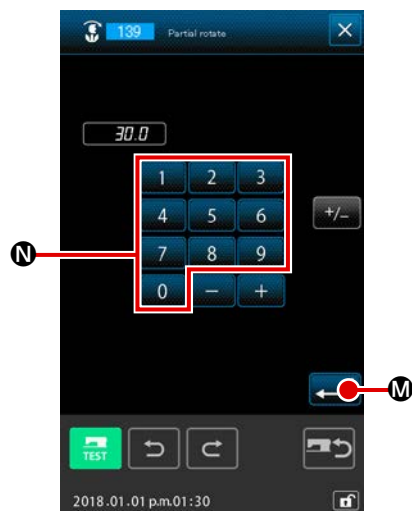 139 Partial rotate
30.0
1 2 3
4 5 6 +/−
N 7 8 9
0 − +
M
TEST
2018.01.01 p.m.01:30